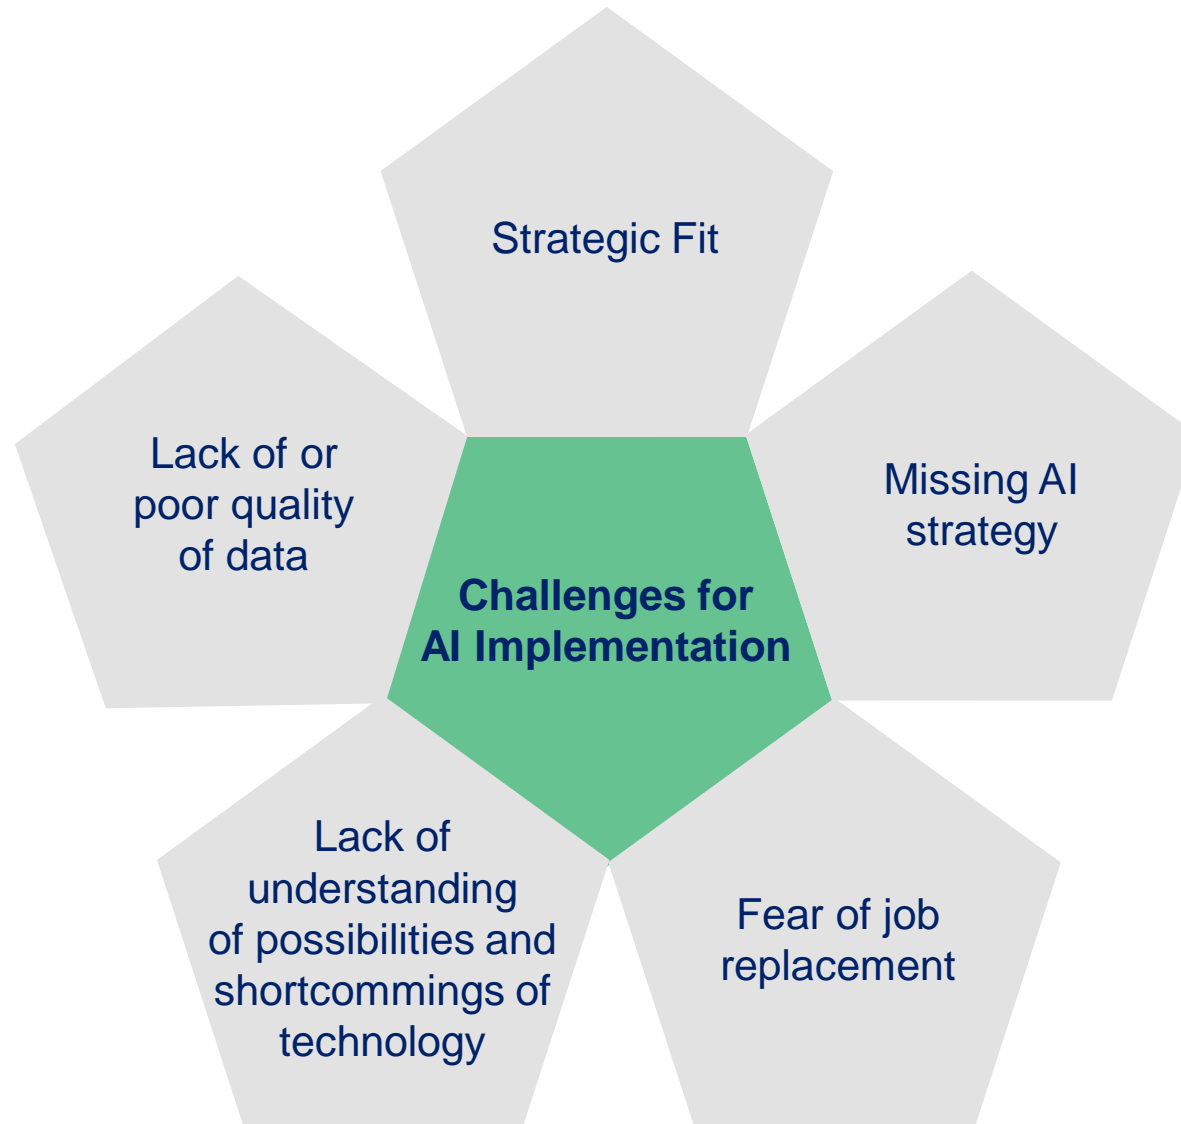 Strategic Fit
Lack of or
poor quality
of data
Missing AI
strategy
Challenges for
AI Implementation
Lack of
understanding
of possibilities and
shortcommings of
technology
Fear of job
replacement